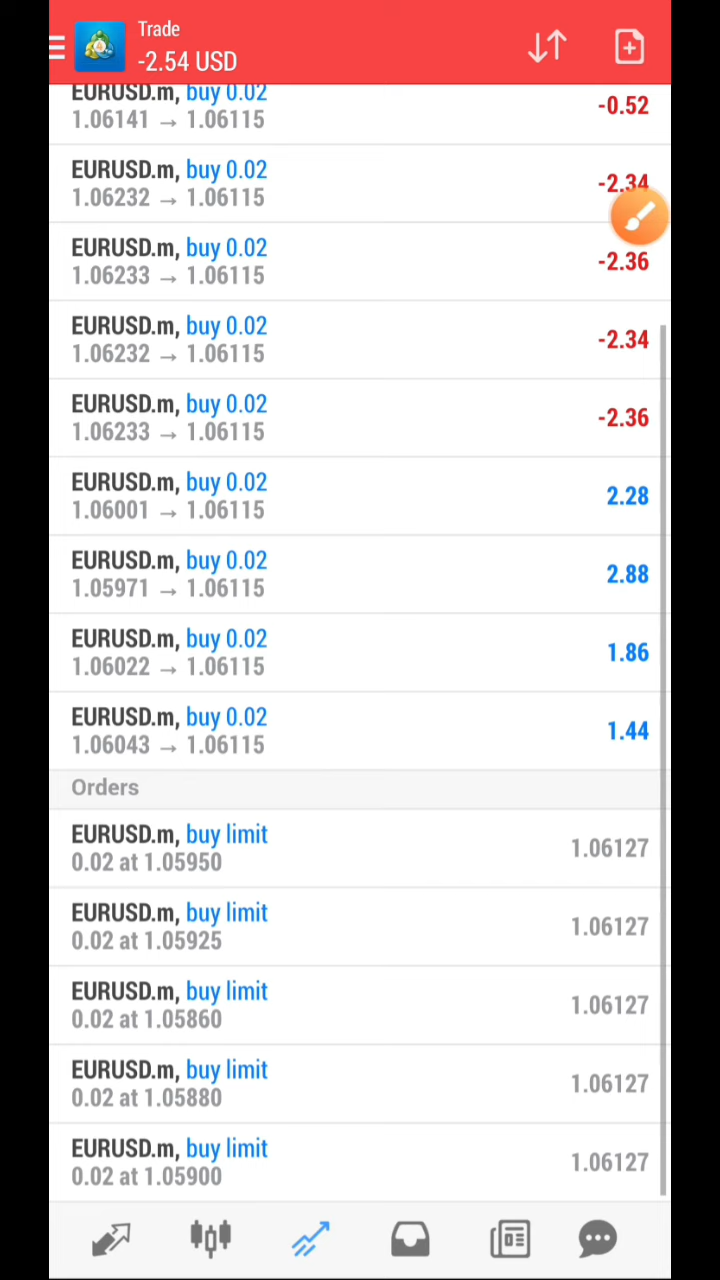 Trade
-2.54 USD
EURUSD.m, buy 0.02
1.06141 → 1.06115
-0.52
EURUSD.m, buy 0.02
1.06232 → 1.06115
-2.34
EURUSD.m, buy 0.02
1.06233 → 1.06115
-2.36
EURUSD.m, buy 0.02
1.06232 → 1.06115
-2.34
EURUSD.m, buy 0.02
1.06233 → 1.06115
-2.36
EURUSD.m, buy 0.02
1.06001 → 1.06115
2.28
EURUSD.m, buy 0.02
1.05971 → 1.06115
2.88
EURUSD.m, buy 0.02
1.06022 → 1.06115
1.86
EURUSD.m, buy 0.02
1.06043 → 1.06115
1.44
Orders
EURUSD.m, buy limit
0.02 at 1.05950
1.06127
EURUSD.m, buy limit
0.02 at 1.05925
1.06127
EURUSD.m, buy limit
0.02 at 1.05860
1.06127
EURUSD.m, buy limit
0.02 at 1.05880
1.06127
EURUSD.m, buy limit
0.02 at 1.05900
1.06127